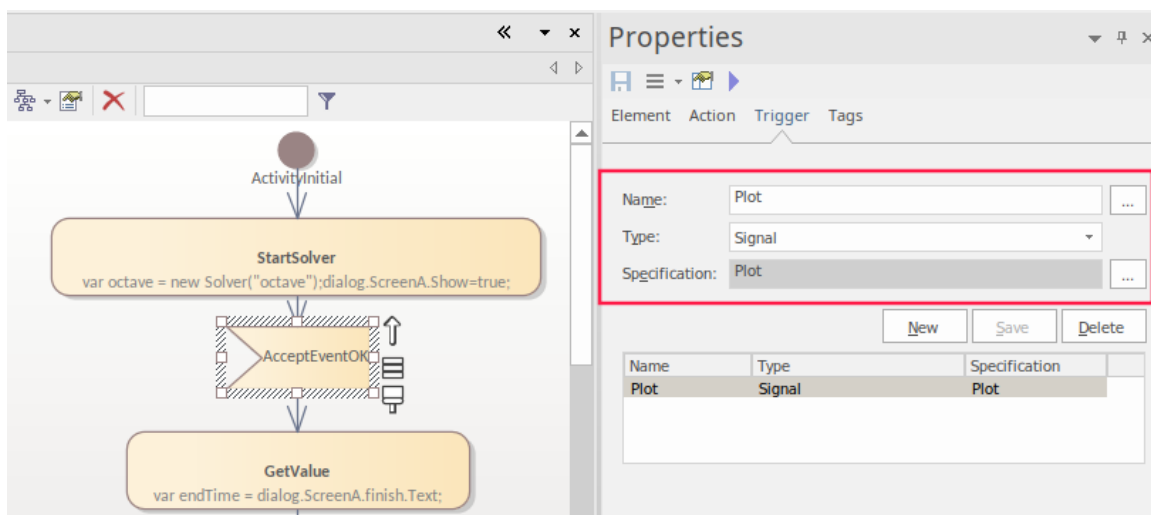 Properties
Element Action Trigger Tags
ActivityInitial
StartSolver
var octave = new Solver("octave");dialog.ScreenA.Show=true;
AcceptEventOK
GetValue
var endTime = dialog.ScreenA.finish.Text;
Name: Plot ...
Type: Signal
Specification: Plot ...
New Save Delete
Name Type Specification
Plot Signal Plot